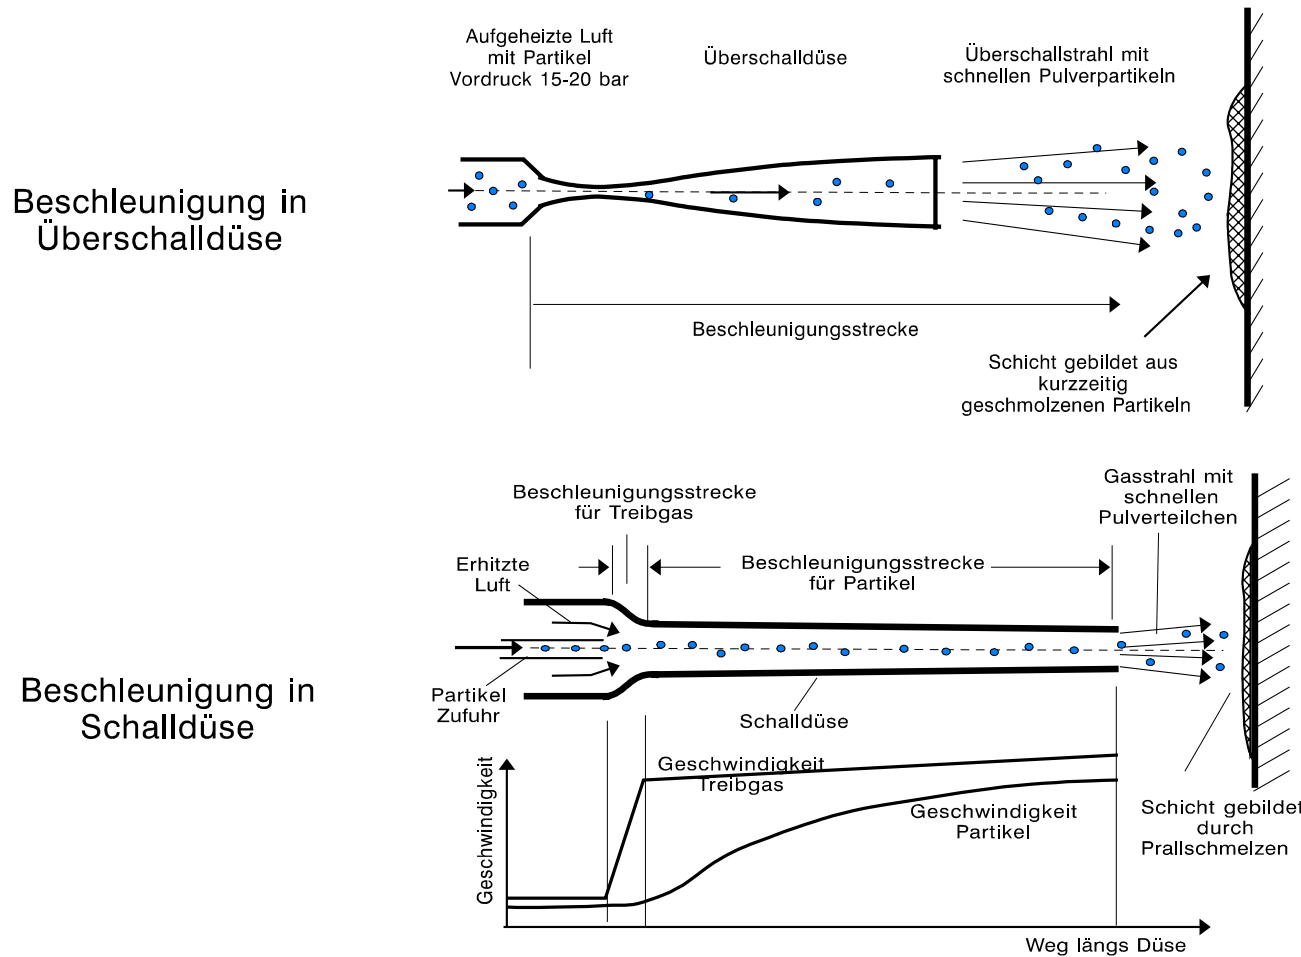 Aufgeheizte Luft
mit Partikel
Vordruck 15-20 bar
Überschalldüse
Überschallstrahl mit
schnellen Pulverpartikeln
Beschleunigung in
Überschalldüse
Beschleunigungsstrecke
Schicht gebildet aus
kurzzeitig
geschmolzenen Partikeln
Beschleunigungsstrecke
für Treibgas
Gasstrahl mit
schnellen
Pulverteilchen
Erhitzte
Luft
Beschleunigungsstrecke
für Partikel
Beschleunigung in
Schalldüse
Partikel
Zufuhr
Schalldüse
Geschwindigkeit
Geschwindigkeit
Treibgas
Geschwindigkeit
Partikel
Schicht gebildet
durch
Prallschmelzen
Weg längs Düse